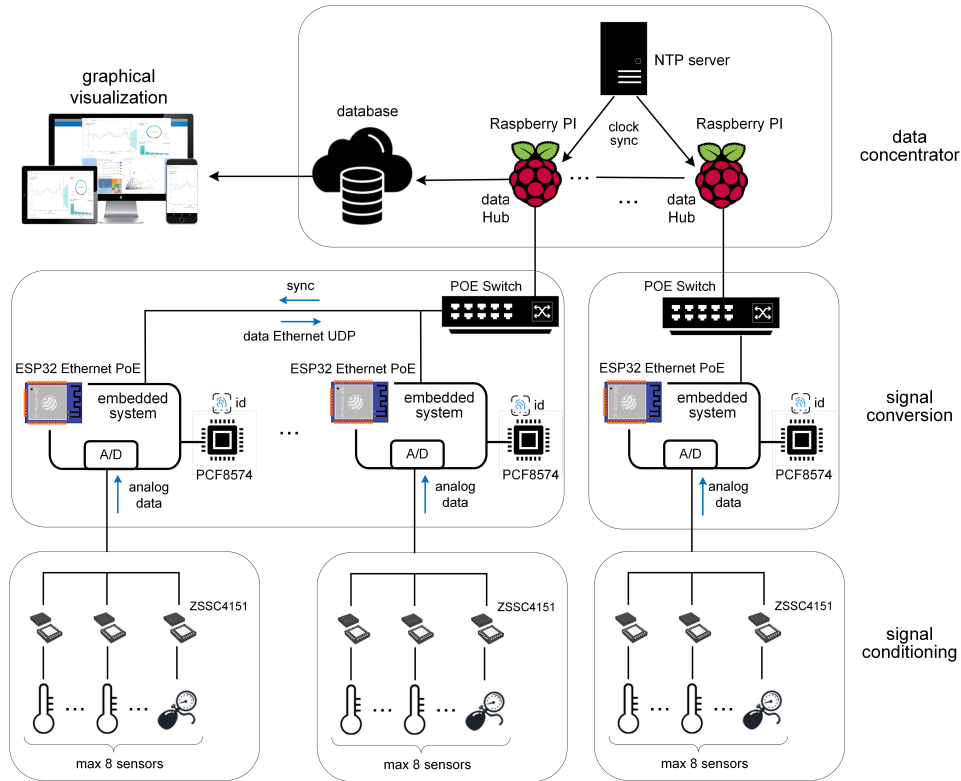 NTP server
graphical
visualization
database
Raspberry PI
clock
sync
Raspberry PI
data
concentrator
...
...
data
Hub
data
Hub
sync
POE Switch
POE Switch
data Ethernet UDP
ESP32 Ethernet PoE
ESP32 Ethernet PoE
ESP32 Ethernet PoE
embedded
system
id
embedded
system
id
embedded
system
id
signal
conversion
...
A/D
A/D
A/D
PCF8574
PCF8574
PCF8574
analog
data
analog
data
analog
data
ZSSC4151
ZSSC4151
ZSSC4151
signal
conditioning
... ...
... ...
... ...
max 8 sensors
max 8 sensors
max 8 sensors